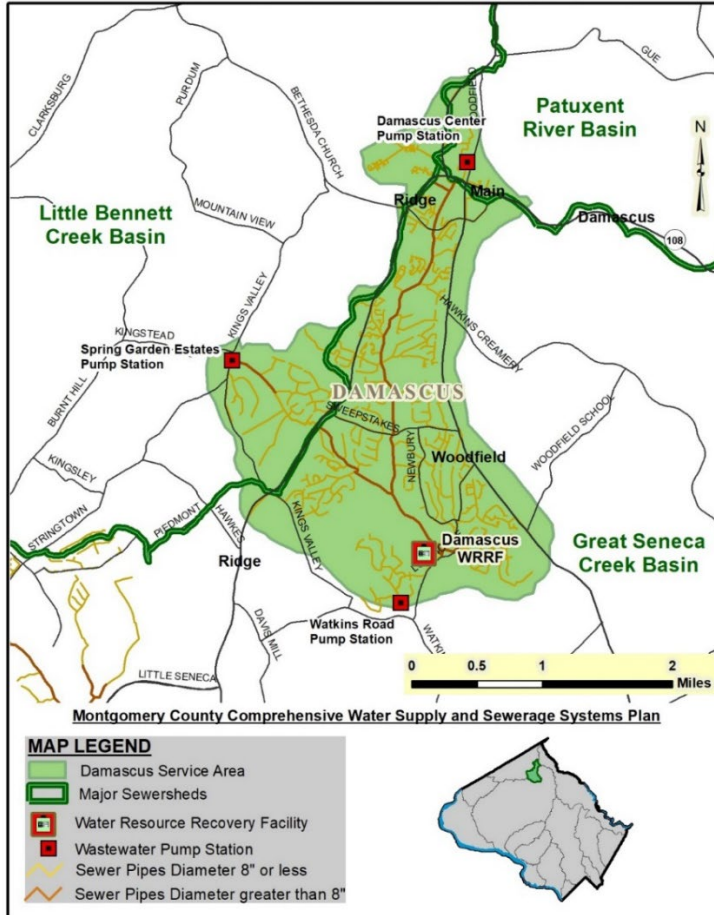 GUE
CLARKSBURG
PURDUM
BETHESDA CHURCH
Damascus Center
Pump Station
Patuxent
River Basin
N
Little Bennett
Creek Basin
MOUNTAIN VIEW
Ridge
Main
Damascus
108
KINGS VALLEY
KINGSTEAD
Spring Garden Estates
Pump Station
HAWKINS CREAMERY
BURNT HILL
DAMASCUS
SWEEPSTAKES
NEWBURY
Woodfield
WOODFIELD SCHOOL
KINGSLEY
STRINGTOWN
PIEDMONT
HAWKES
KINGS VALLEY
Ridge
Damascus
WRRF
Great Seneca
Creek Basin
Watkins Road
Pump Station
DAVIS MILL
LITTLE SENECA
0 0.5 1 2
Miles
Montgomery County Comprehensive Water Supply and Sewerage Systems Plan
MAP LEGEND
Damascus Service Area
Major Sewersheds
Water Resource Recovery Facility
Wastewater Pump Station
Sewer Pipes Diameter 8" or less
Sewer Pipes Diameter greater than 8"